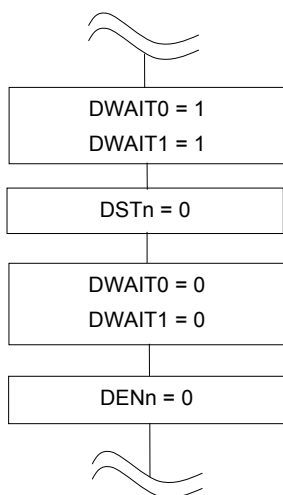 DWAIT0 = 1
DWAIT1 = 1
DSTn = 0
DWAIT0 = 0
DWAIT1 = 0
DENn = 0